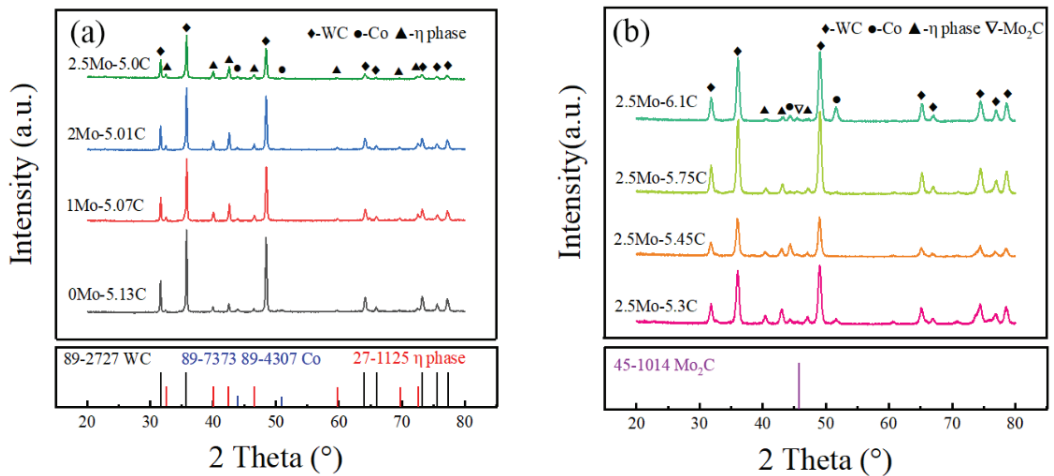 (a)
◆-WC ●-Co ▲-η phase
2.5Mo-5.0C
2Mo-5.01C
1Mo-5.07C
0Mo-5.13C
Intensity (a.u.)
89-2727 WC 89-7373 89-4307 Co 27-1125 η phase
20 30 40 50 60 70 80
2 Theta (°)
(b)
◆-WC ●-Co ▲-η phase ∇-Mo₂C
2.5Mo-6.1C
2.5Mo-5.75C
2.5Mo-5.45C
2.5Mo-5.3C
Intensity(a.u.)
45-1014 Mo₂C
20 30 40 50 60 70 80
2 Theta (°)